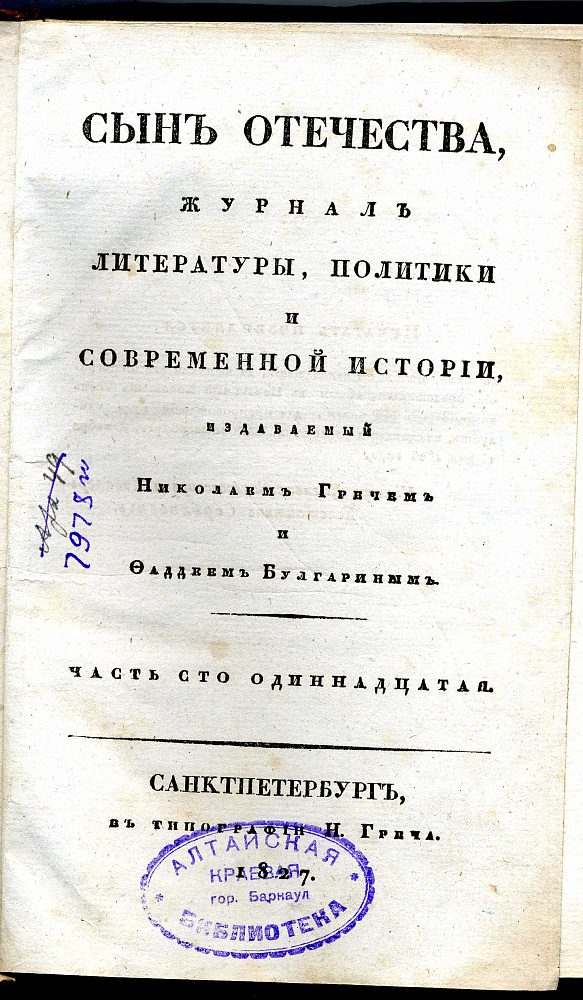 СЫНЪ ОТЕЧЕСТВА,
ЖУРНАЛЪ
ЛИТЕРАТУРЫ, ПОЛИТИКИ
И
СОВРЕМЕННОЙ ИСТОРІИ,
ИЗДАВАЕМЫЙ
НИКОЛАЕМЪ ГРЕЧЕМЪ
И
ѲАДДЕЕМЪ БУЛГАРИНЫМЪ.
ЧАСТЬ СТО ОДИННАДЦАТАЯ.
САНКТПЕТЕРБУРГЪ,
ВЪ ТИПОГРАФІИ Н. ГРЕЧА.
1827.
АЛТАЙСКАЯ
КРАЕВАЯ
гор. Барнаул
БИБЛИОТЕКА
7978